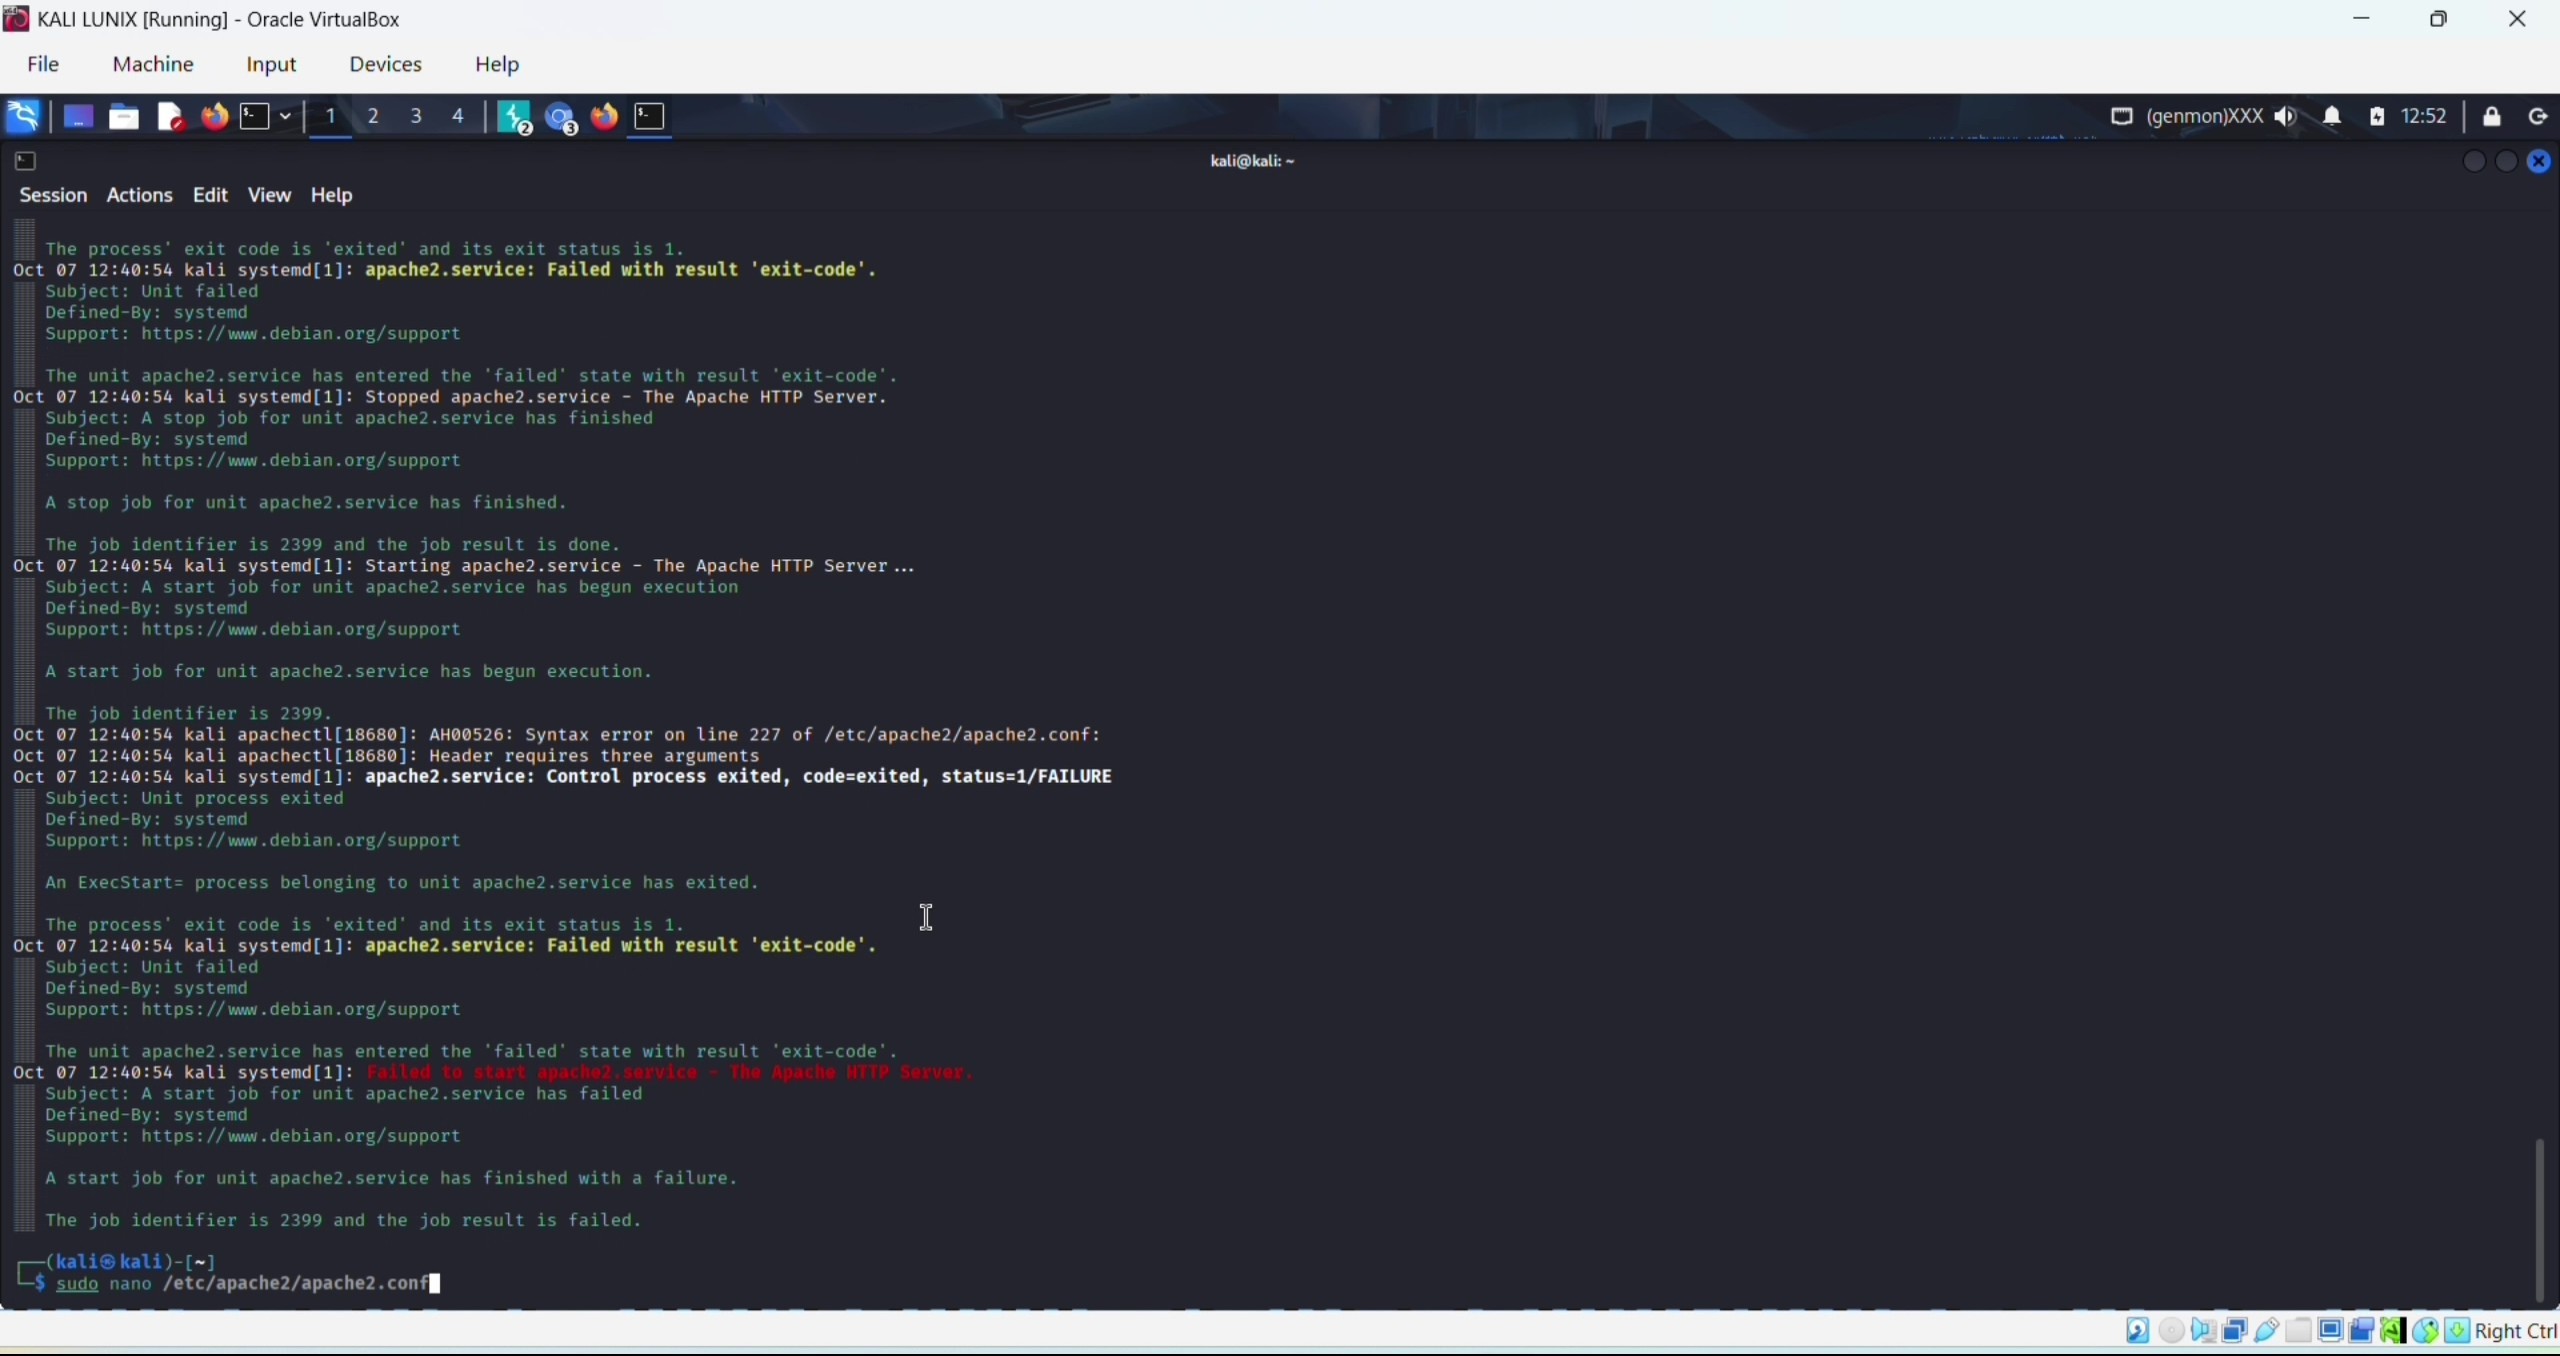 KALI LUNIX [Running] - Oracle VirtualBox
File Machine Input Devices Help
1 2 3 4 2 3 (genmon)XXX 12:52
kali@kali: ~
Session Actions Edit View Help
The process' exit code is 'exited' and its exit status is 1.
Oct 07 12:40:54 kali systemd[1]: apache2.service: Failed with result 'exit-code'.
Subject: Unit failed
Defined-By: systemd
Support: https://www.debian.org/support
The unit apache2.service has entered the 'failed' state with result 'exit-code'.
Oct 07 12:40:54 kali systemd[1]: Stopped apache2.service - The Apache HTTP Server.
Subject: A stop job for unit apache2.service has finished
Defined-By: systemd
Support: https://www.debian.org/support
A stop job for unit apache2.service has finished.
The job identifier is 2399 and the job result is done.
Oct 07 12:40:54 kali systemd[1]: Starting apache2.service - The Apache HTTP Server...
Subject: A start job for unit apache2.service has begun execution
Defined-By: systemd
Support: https://www.debian.org/support
A start job for unit apache2.service has begun execution.
The job identifier is 2399.
Oct 07 12:40:54 kali apachectl[18680]: AH00526: Syntax error on line 227 of /etc/apache2/apache2.conf:
Oct 07 12:40:54 kali apachectl[18680]: Header requires three arguments
Oct 07 12:40:54 kali systemd[1]: apache2.service: Control process exited, code=exited, status=1/FAILURE
Subject: Unit process exited
Defined-By: systemd
Support: https://www.debian.org/support
An ExecStart= process belonging to unit apache2.service has exited.
The process' exit code is 'exited' and its exit status is 1.
Oct 07 12:40:54 kali systemd[1]: apache2.service: Failed with result 'exit-code'.
Subject: Unit failed
Defined-By: systemd
Support: https://www.debian.org/support
The unit apache2.service has entered the 'failed' state with result 'exit-code'.
Oct 07 12:40:54 kali systemd[1]: Failed to start apache2.service - The Apache HTTP Server.
Subject: A start job for unit apache2.service has failed
Defined-By: systemd
Support: https://www.debian.org/support
A start job for unit apache2.service has finished with a failure.
The job identifier is 2399 and the job result is failed.
┌──(kali㉿kali)-[~]
└─$ sudo nano /etc/apache2/apache2.conf
Right Ctrl